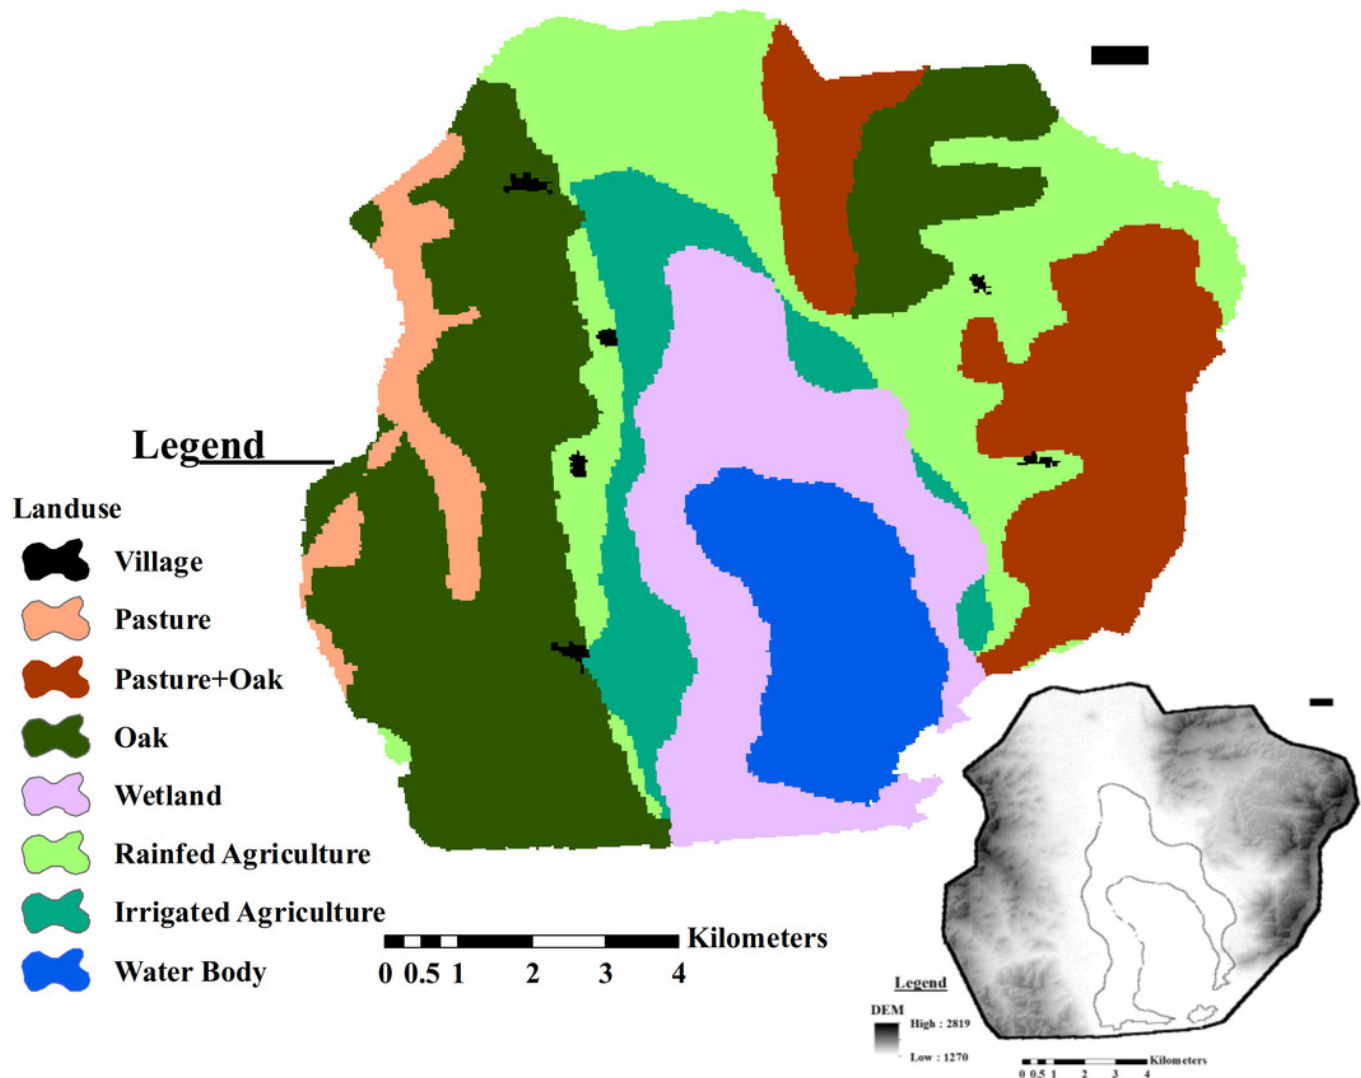 Legend
Landuse
Village
Pasture
Pasture+Oak
Oak
Wetland
Rainfed Agriculture
Irrigated Agriculture
Water Body
Kilometers
0 0.5 1 2 3 4
Legend
DEM
High : 2819
Low : 1270
Kilometers
0 0.5 1 2 3 4